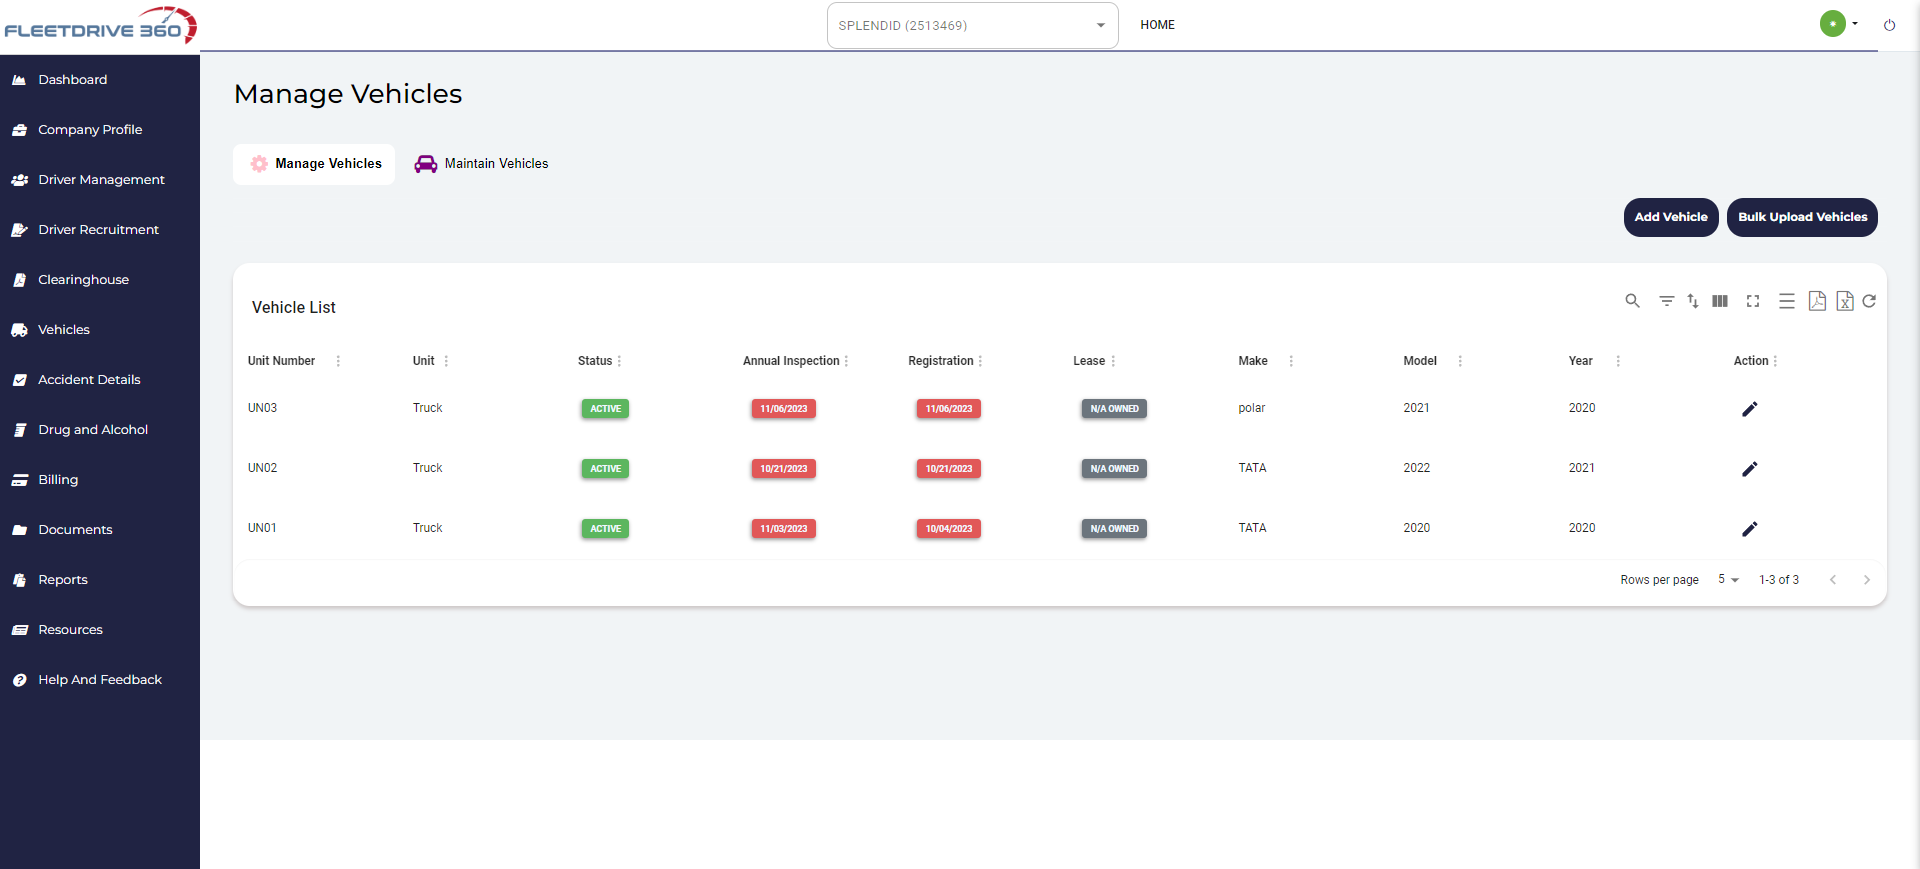 FLEETDRIVE 360
SPLENDID (2513469)
HOME
Dashboard
Company Profile
Driver Management
Driver Recruitment
Clearinghouse
Vehicles
Accident Details
Drug and Alcohol
Billing
Documents
Reports
Resources
Help And Feedback
Manage Vehicles
Manage Vehicles Maintain Vehicles
Add Vehicle Bulk Upload Vehicles
Vehicle List
Unit Number Unit Status Annual Inspection Registration Lease Make Model Year Action
UN03 Truck ACTIVE 11/06/2023 11/06/2023 N/A OWNED polar 2021 2020
UN02 Truck ACTIVE 10/21/2023 10/21/2023 N/A OWNED TATA 2022 2021
UN01 Truck ACTIVE 11/03/2023 10/04/2023 N/A OWNED TATA 2020 2020
Rows per page 5 1-3 of 3